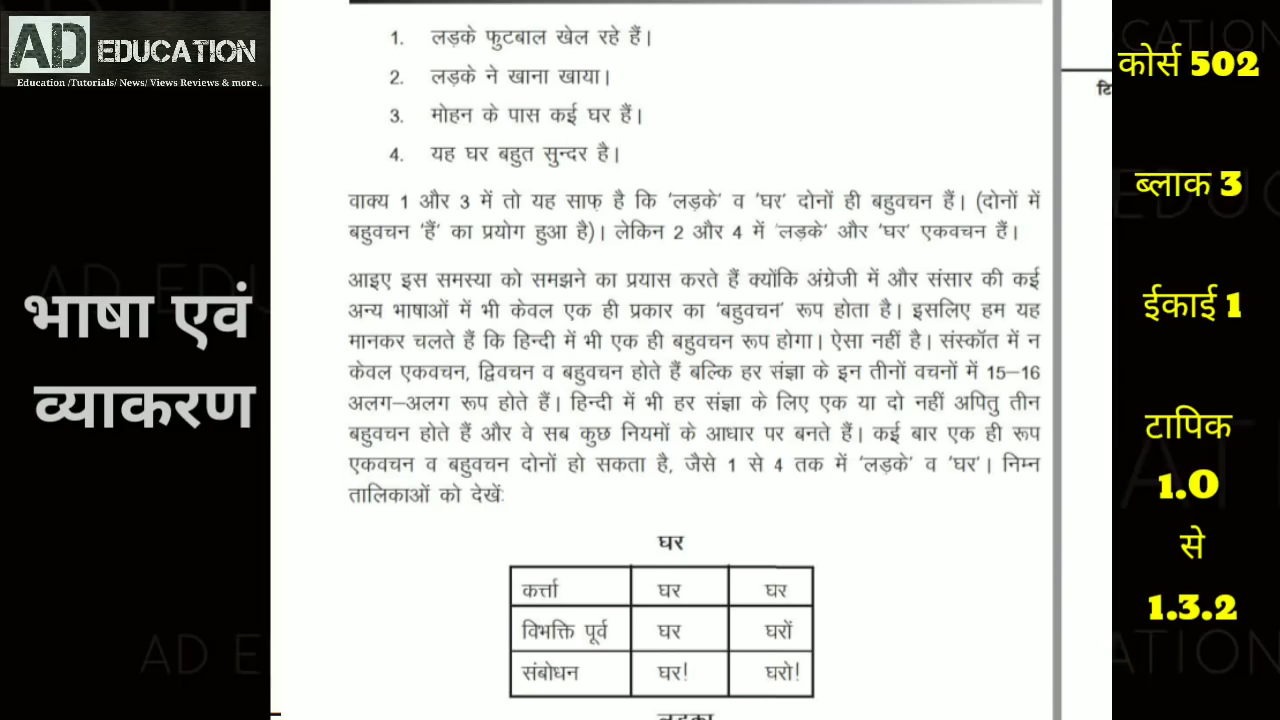 AD EDUCATION
Education /Tutorials/ News/ Views Reviews & more..
भाषा एवं
व्याकरण
1. लड़के फुटबाल खेल रहे हैं।
2. लड़के ने खाना खाया।
3. मोहन के पास कई घर हैं।
4. यह घर बहुत सुन्दर है।
वाक्य 1 और 3 में तो यह साफ़ है कि 'लड़के' व 'घर' दोनों ही बहुवचन हैं। (दोनों में
बहुवचन 'हैं' का प्रयोग हुआ है)। लेकिन 2 और 4 में 'लड़के' और 'घर' एकवचन हैं।
आइए इस समस्या को समझने का प्रयास करते हैं क्योंकि अंग्रेजी में और संसार की कई
अन्य भाषाओं में भी केवल एक ही प्रकार का 'बहुवचन' रूप होता है। इसलिए हम यह
मानकर चलते हैं कि हिन्दी में भी एक ही बहुवचन रूप होगा। ऐसा नहीं है। संस्कॉत में न
केवल एकवचन, द्विवचन व बहुवचन होते हैं बल्कि हर संज्ञा के इन तीनों वचनों में 15–16
अलग–अलग रूप होते हैं। हिन्दी में भी हर संज्ञा के लिए एक या दो नहीं अपितु तीन
बहुवचन होते हैं और वे सब कुछ नियमों के आधार पर बनते हैं। कई बार एक ही रूप
एकवचन व बहुवचन दोनों हो सकता है, जैसे 1 से 4 तक में 'लड़के' व 'घर'। निम्न
तालिकाओं को देखें:
घर
कर्त्ता घर घर
विभक्ति पूर्व घर घरों
संबोधन घर! घरो!
कोर्स 502
ब्लाक 3
ईकाई 1
टापिक
1.0
से
1.3.2